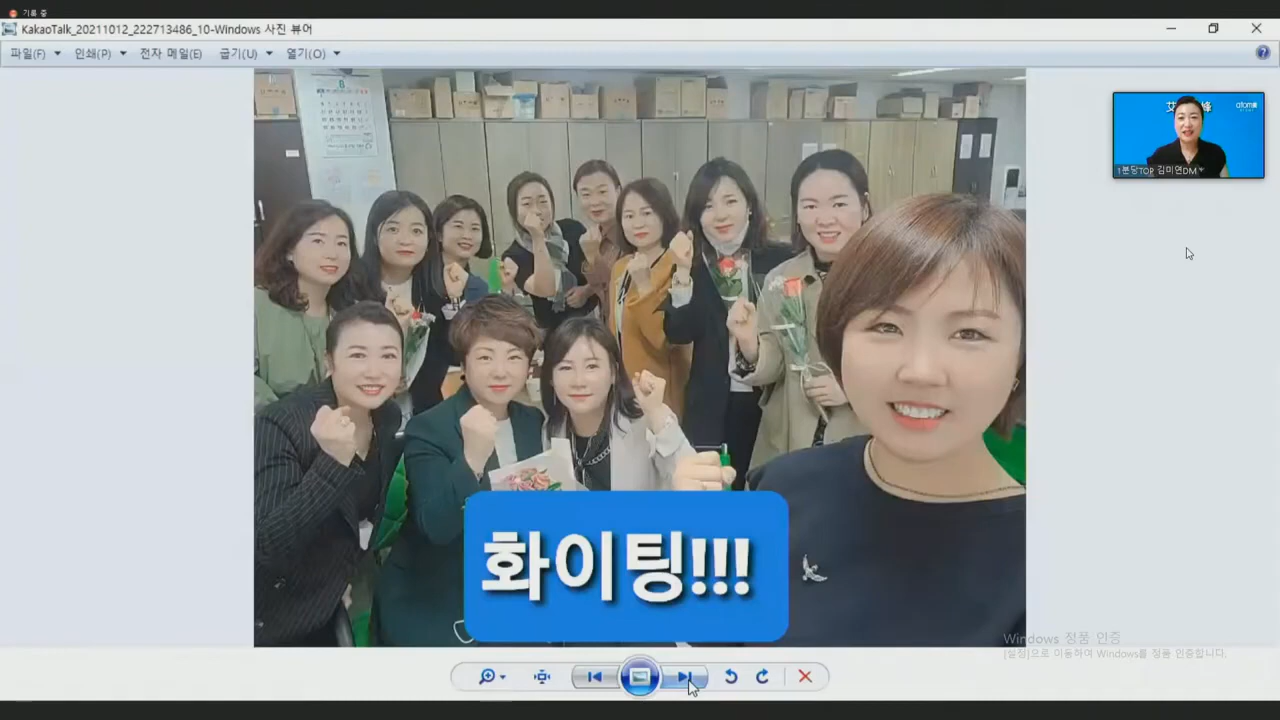 기록 중
KakaoTalk_20211012_222713486_10-Windows 사진 뷰어
파일(F) 인쇄(P) 전자 메일(E) 굽기(U) 열기(O)
8
atomy
1분당TOP 김미연DM
화이팅!!!
Windows 정품 인증
[설정]으로 이동하여 Windows를 정품 인증합니다.